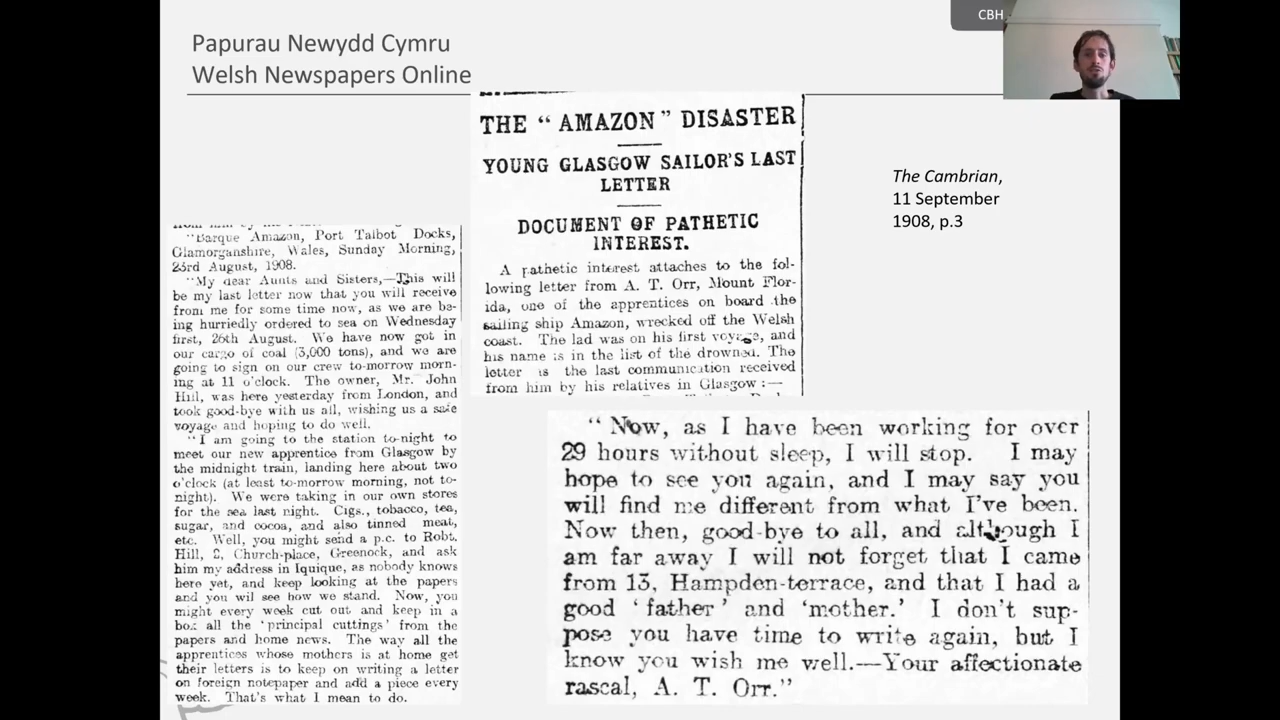 Papurau Newydd Cymru
Welsh Newspapers Online
CBH
THE “ AMAZON ” DISASTER
YOUNG GLASGOW SAILOR'S LAST
LETTER
DOCUMENT OF PATHETIC
INTEREST.
A pathetic interest attaches to the fol-
lowing letter from A. T. Orr, Mount Flor-
ida, one of the apprentices on board the
sailing ship Amazon, wrecked off the Welsh
coast. The lad was on his first voyage, and
his name is in the list of the drowned. The
letter is the last communication received
from him by his relatives in Glasgow :—
The Cambrian,
11 September
1908, p.3
from him by his relatives in Glasgow :—
“Barque Amazon, Port Talbot Docks,
Glamorganshire, Wales, Sunday Morning,
23rd August, 1908.
“My dear Aunts and Sisters,—This will
be my last letter now that you will receive
from me for some time now, as we are be-
ing hurriedly ordered to sea on Wednesday
first, 26th August. We have now got in
our cargo of coal (3,000 tons), and we are
going to sign on our crew to-morrow morn-
ing at 11 o'clock. The owner, Mr. John
Hill, was here yesterday from London, and
took good-bye with us all, wishing us a safe
voyage and hoping to do well.
“I am going to the station to-night to
meet our new apprentice from Glasgow by
the midnight train, landing here about two
o'clock (at least to-morrow morning, not to-
night). We were taking in our own stores
for the sea last night. Cigs., tobacco, tea,
sugar, and cocoa, and also tinned meat,
etc. Well, you might send a p.c. to Robt.
Hill, 2, Church-place, Greenock, and ask
him my address in Iquique, as nobody knows
here yet, and keep looking at the papers
and you wil see how we stand. Now, you
might every week cut out and keep in a
box all the ‘principal cuttings’ from the
papers and home news. The way all the
apprentices whose mothers is at home get
their letters is to keep on writing a letter
on foreign notepaper and add a piece every
week. That's what I mean to do.
“ Now, as I have been working for over
29 hours without sleep, I will stop. I may
hope to see you again, and I may say you
will find me different from what I've been.
Now then, good-bye to all, and although I
am far away I will not forget that I came
from 13, Hampden-terrace, and that I had a
good ‘ father ’ and ‘mother.’ I don't sup-
pose you have time to write again, but I
know you wish me well.—Your affectionate
rascal, A. T. Orr.”